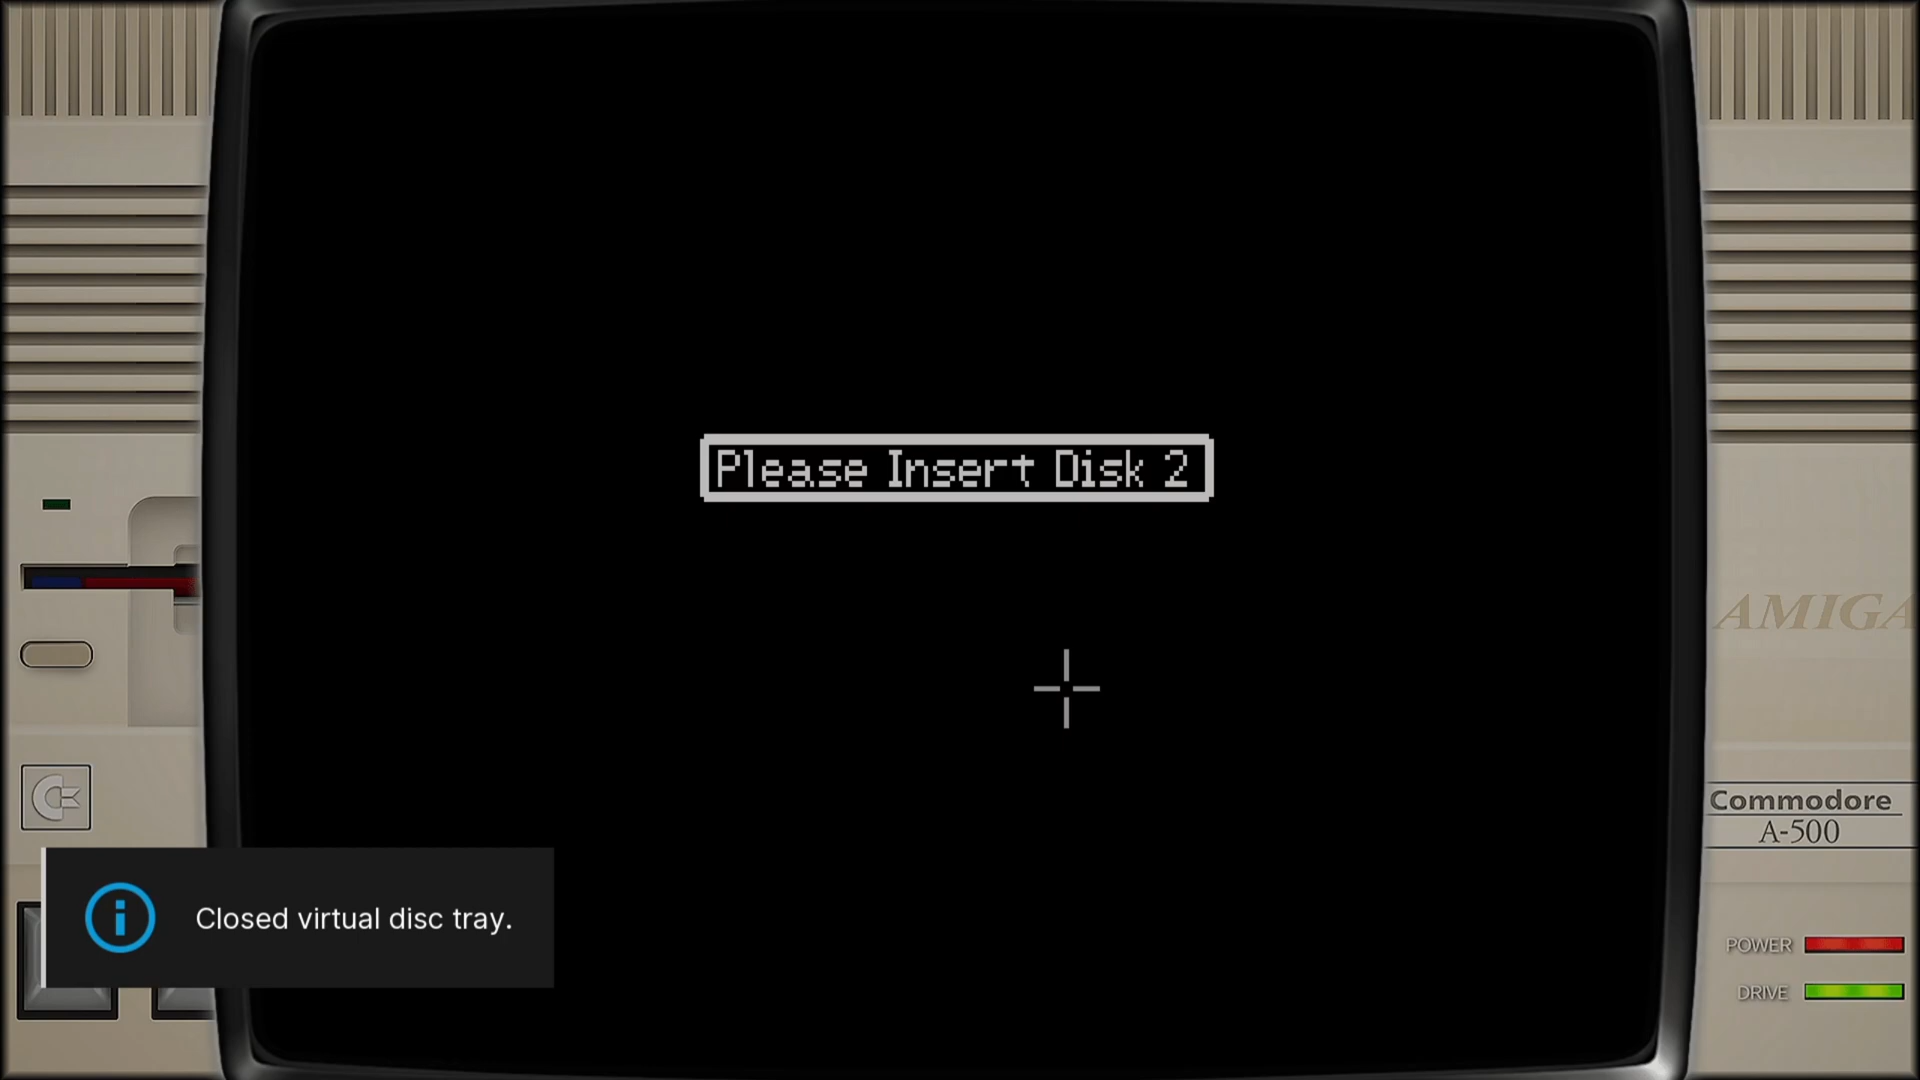 Please Insert Disk 2
AMIGA
Commodore
A-500
Closed virtual disc tray.
POWER
DRIVE